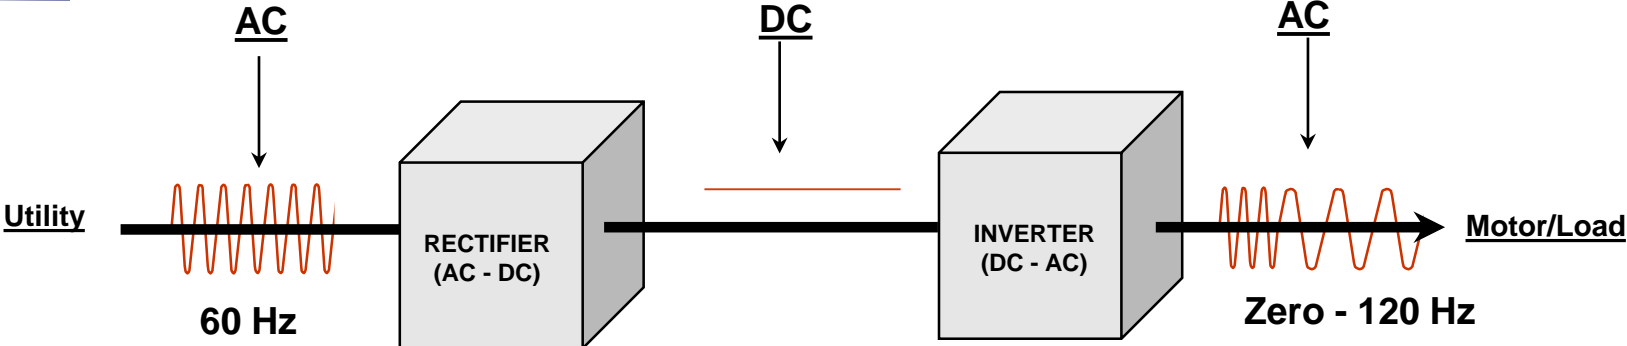 AC
DC
AC
Utility
RECTIFIER
(AC - DC)
INVERTER
(DC - AC)
Motor/Load
60 Hz
Zero - 120 Hz